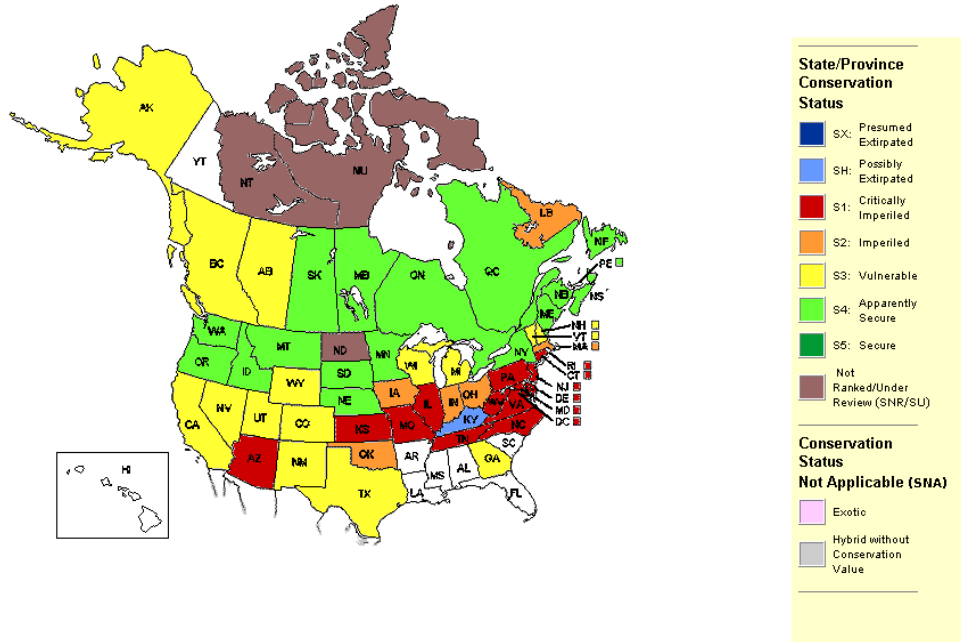 AK
YT
NT
NU
LB
BC
AB
SK
MB
ON
QC
NF
PE
NB
NS
ME
WA
MT
ND
MN
OR
ID
SD
WI
MI
NY
NH
VT
MA
RI
CT
WY
NE
IA
PA
NJ
NV
UT
CO
IL
IN
OH
DE
CA
KS
MO
KY
WV
VA
MD
DC
AZ
NM
OK
AR
TN
NC
SC
TX
MS
AL
GA
LA
FL
HI
State/Province
Conservation
Status
SX: Presumed
Extirpated
SH: Possibly
Extirpated
S1: Critically
Imperiled
S2: Imperiled
S3: Vulnerable
S4: Apparently
Secure
S5: Secure
Not
Ranked/Under
Review (SNR/SU)
Conservation
Status
Not Applicable (SNA)
Exotic
Hybrid without
Conservation
Value